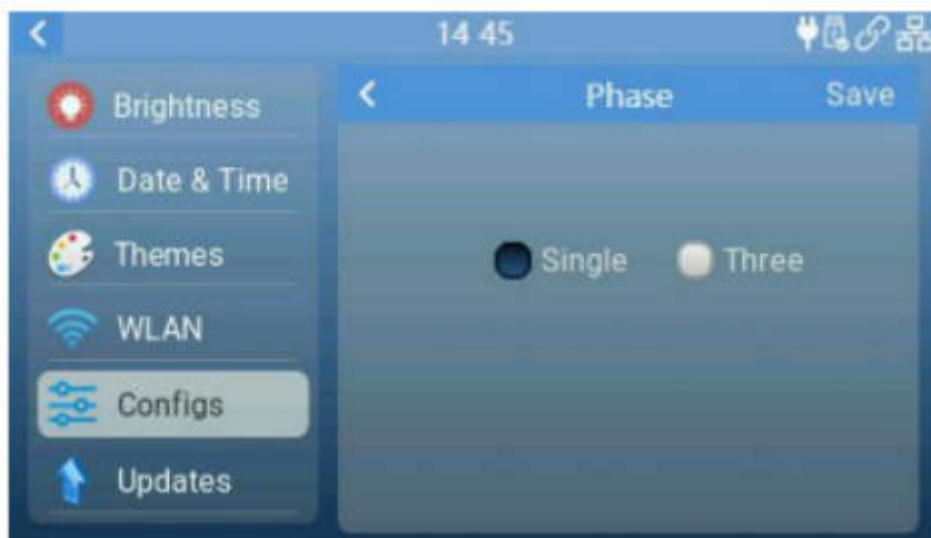 14 45
Brightness
Date & Time
Themes
WLAN
Configs
Updates
Phase
Save
Single
Three